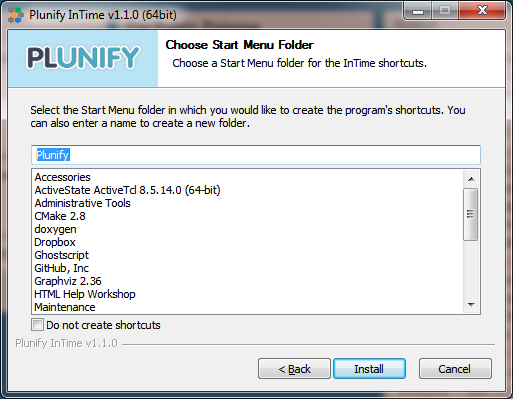 Plunify InTime v1.1.0 (64bit)
PLUNIFY
Choose Start Menu Folder
Choose a Start Menu folder for the InTime shortcuts.
Select the Start Menu folder in which you would like to create the program's shortcuts. You
can also enter a name to create a new folder.
Plunify
Accessories
ActiveState ActiveTcl 8.5.14.0 (64-bit)
Administrative Tools
CMake 2.8
doxygen
Dropbox
Ghostscript
GitHub, Inc
Graphviz 2.36
HTML Help Workshop
Maintenance
Do not create shortcuts
Plunify InTime v1.1.0
< Back
Install
Cancel